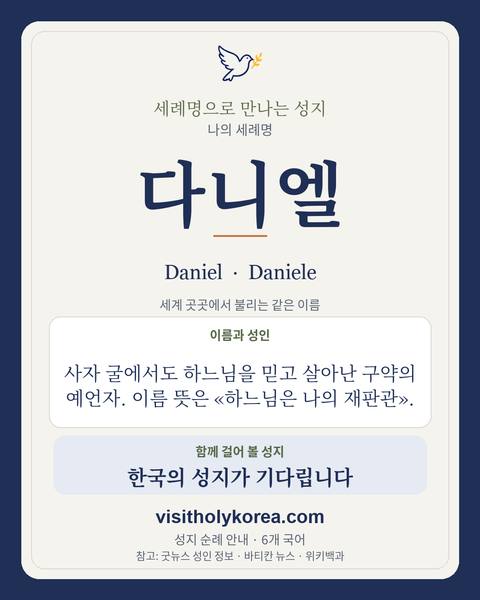 세례명으로 만나는 성지
나의 세례명
다니엘
Daniel · Daniele
세계 곳곳에서 불리는 같은 이름
이름과 성인
사자 굴에서도 하느님을 믿고 살아난 구약의
예언자. 이름 뜻은 «하느님은 나의 재판관».
함께 걸어 볼 성지
한국의 성지가 기다립니다
visitholykorea.com
성지 순례 안내 · 6개 국어
참고: 굿뉴스 성인 정보 · 바티칸 뉴스 · 위키백과